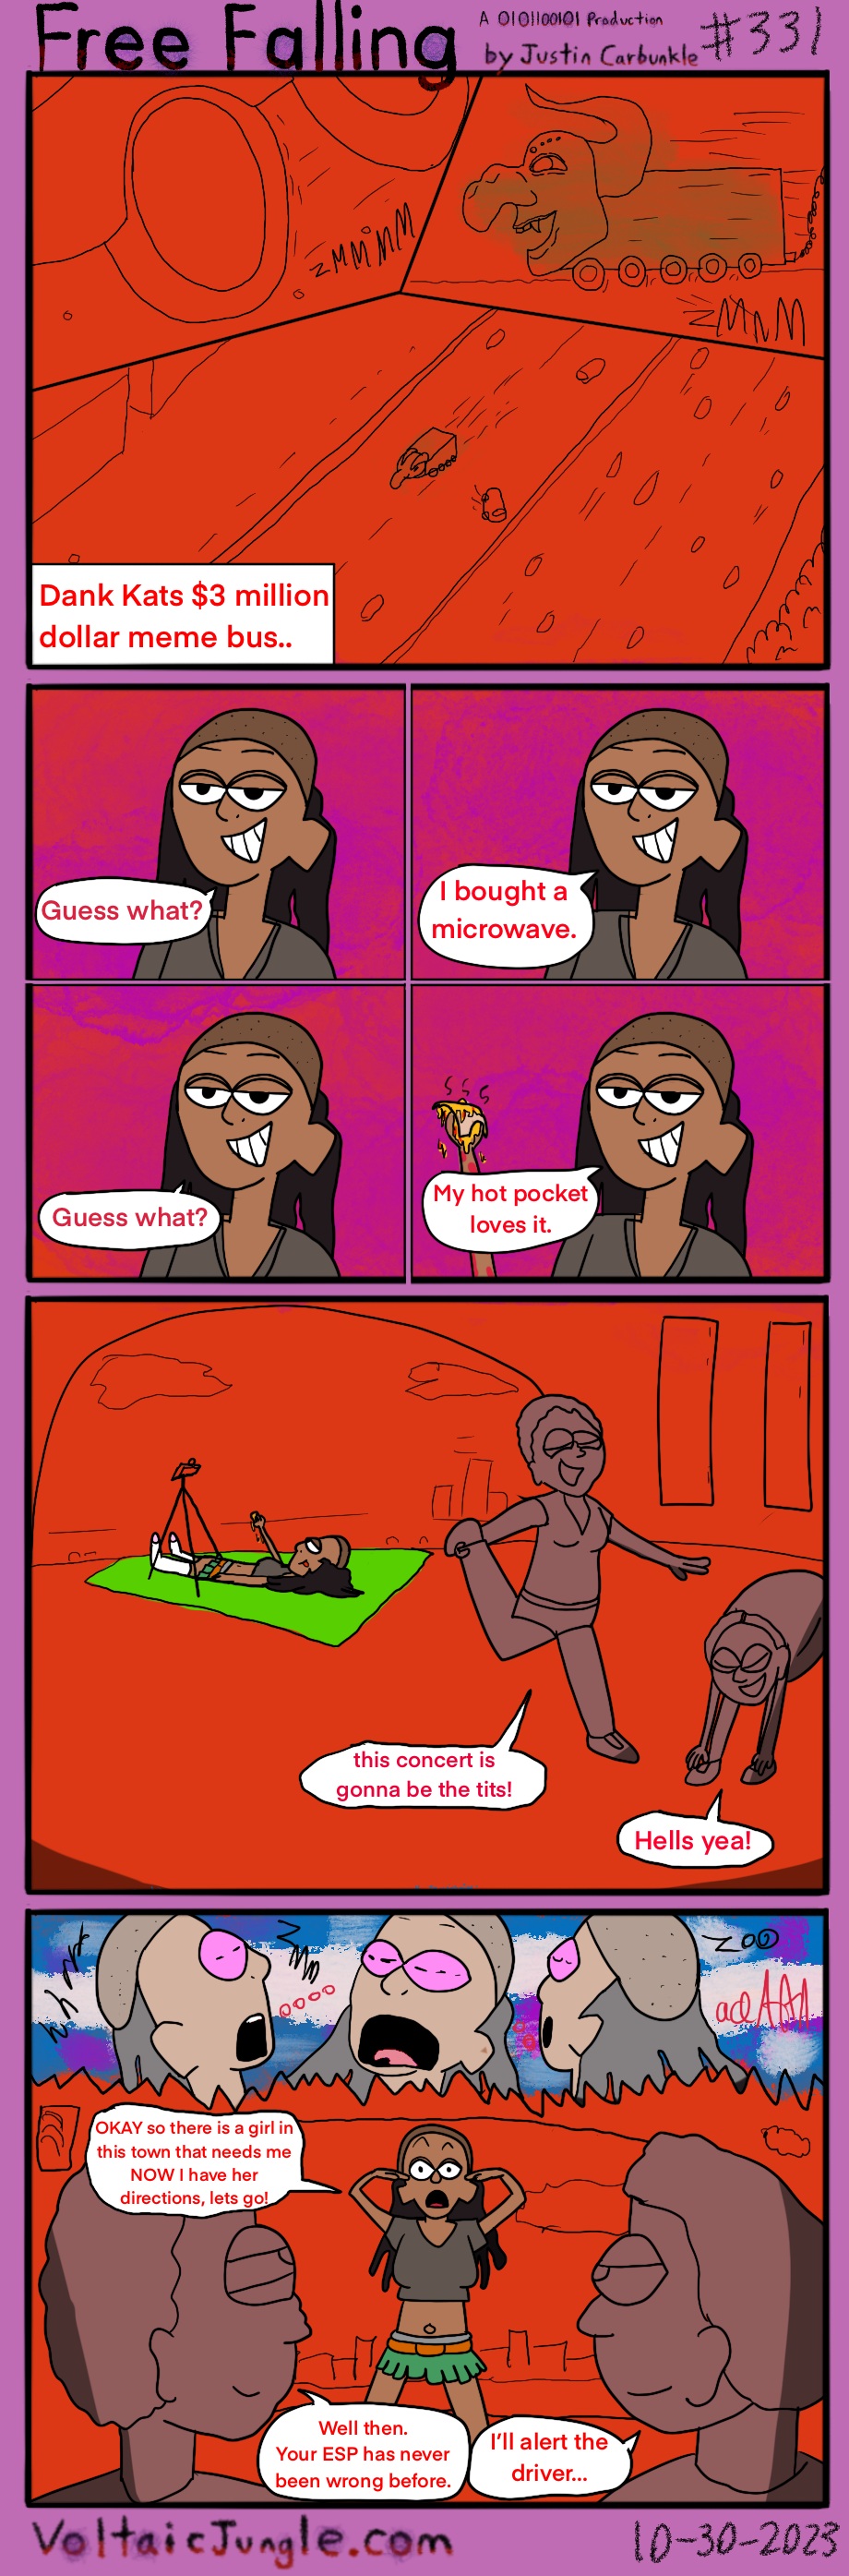 Free Falling
A 0101100101 Production
by Justin Carbunkle
#331
ZMMMMM
ZMNM
Dank Kats $3 million
dollar meme bus..
Guess what?
I bought a
microwave.
Guess what?
My hot pocket
loves it.
this concert is
gonna be the tits!
Hells yea!
ZOO
OKAY so there is a girl in
this town that needs me
NOW I have her
directions, lets go!
Well then.
Your ESP has never
been wrong before.
I'll alert the
driver...
VoltaicJungle.com
10-30-2023